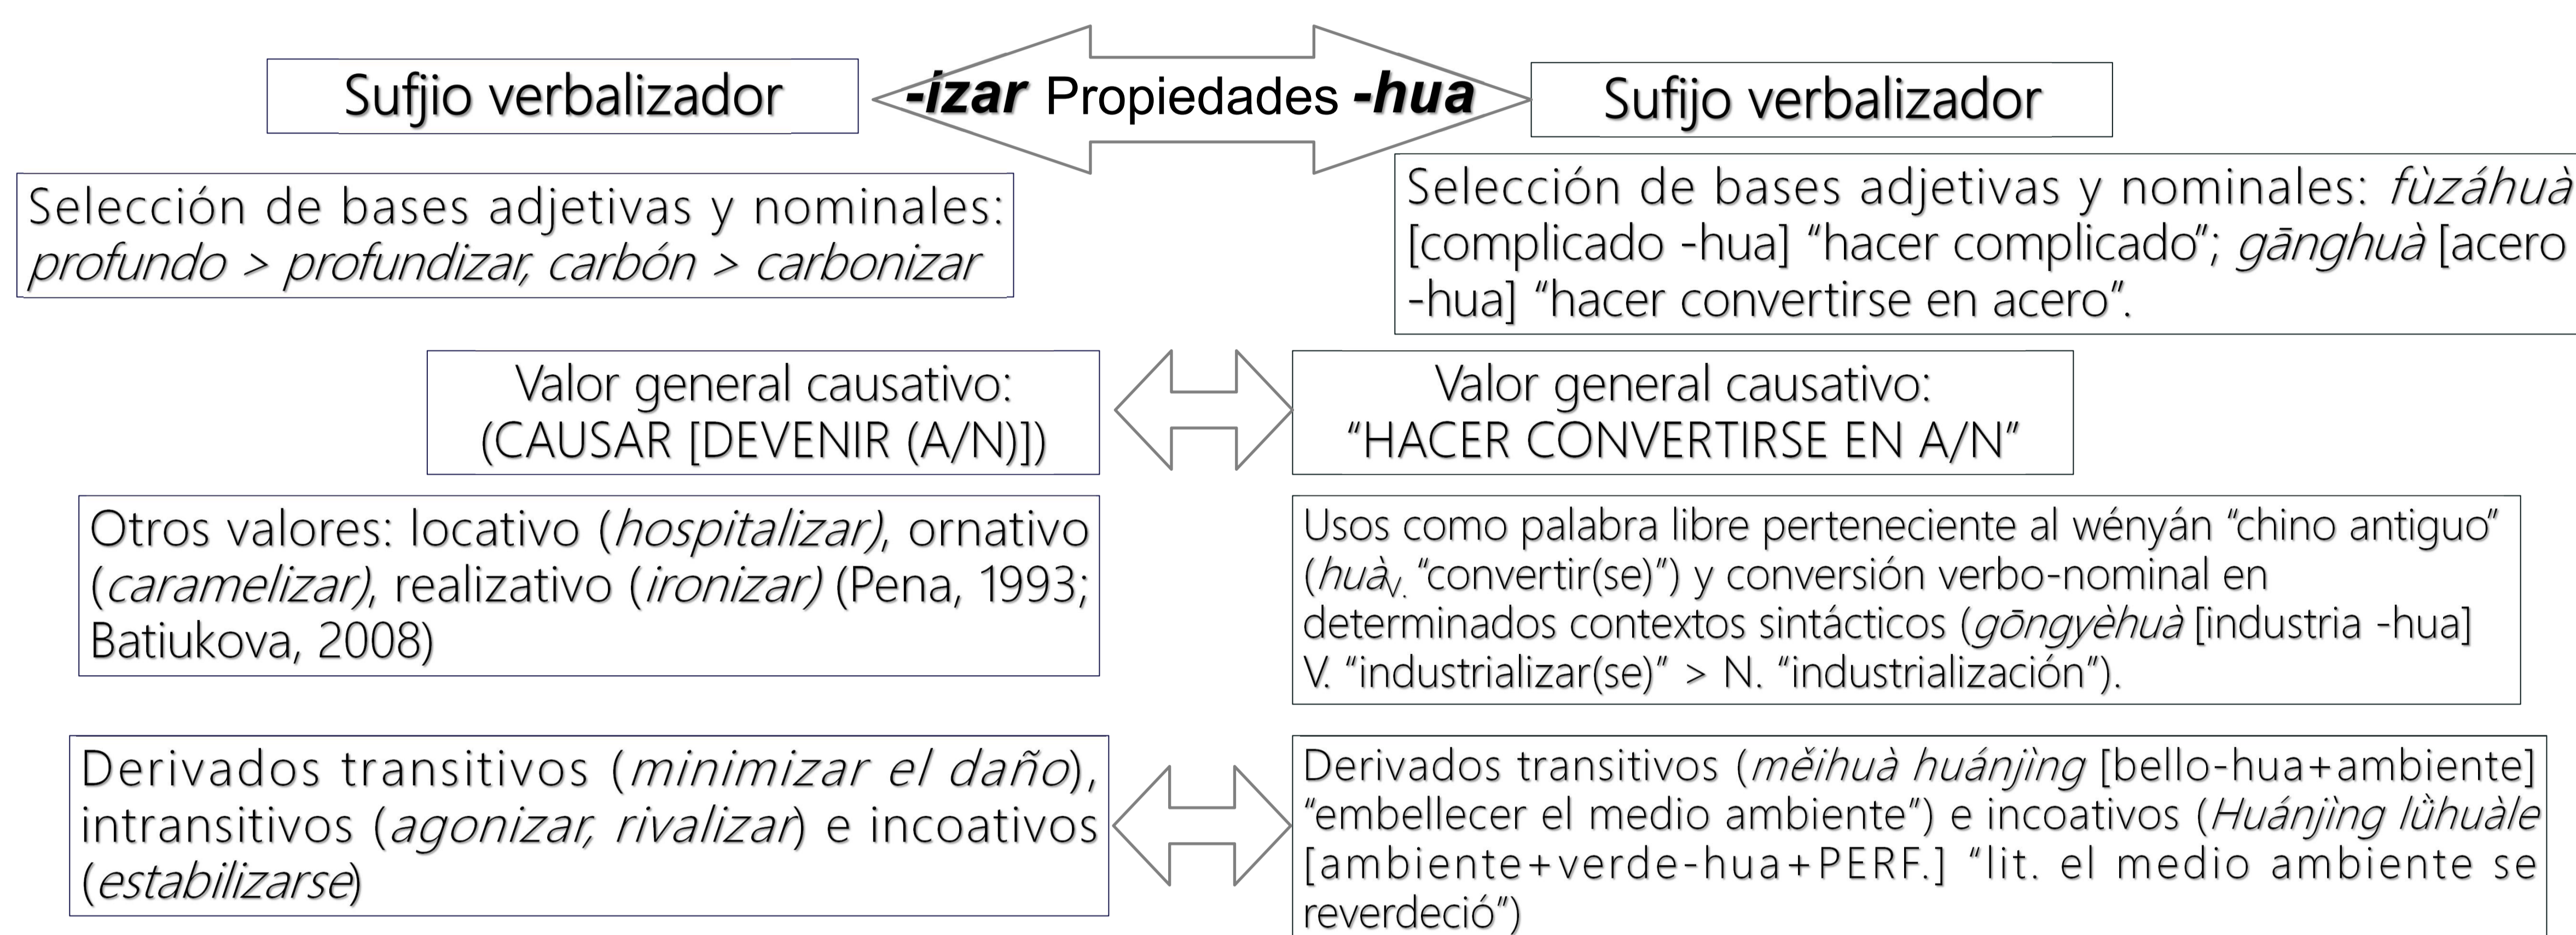 Sufjio verbalizador
-izar Propiedades -hua
Sufijo verbalizador
Selección de bases adjetivas y nominales:
profundo > profundizar, carbón > carbonizar
Selección de bases adjetivas y nominales: fùzáhuà
[complicado -hua] “hacer complicado”; gānghuà [acero
-hua] “hacer convertirse en acero”.
Valor general causativo:
(CAUSAR [DEVENIR (A/N)])
Valor general causativo:
“HACER CONVERTIRSE EN A/N”
Otros valores: locativo (hospitalizar), ornativo
(caramelizar), realizativo (ironizar) (Pena, 1993;
Batiukova, 2008)
Usos como palabra libre perteneciente al wényán “chino antiguo”
(huàV. “convertir(se)”) y conversión verbo-nominal en
determinados contextos sintácticos (gōngyèhuà [industria -hua]
V. “industrializar(se)” > N. “industrialización”).
Derivados transitivos (minimizar el daño),
intransitivos (agonizar, rivalizar) e incoativos
(estabilizarse)
Derivados transitivos (měihuà huánjìng [bello-hua+ambiente]
“embellecer el medio ambiente”) e incoativos (Huánjìng lǜhuàle
[ambiente+verde-hua+PERF.] “lit. el medio ambiente se
reverdeció”)